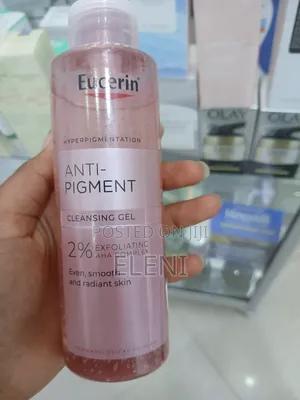 Eucerin
HYPERPIGMENTATION
ANTI-
PIGMENT
CLEANSING GEL
2% EXFOLIATING
AHA COMPLEX
Even, smooth
and radiant skin
POSTED ON JIJI
ELENI
OLAY
OLAY